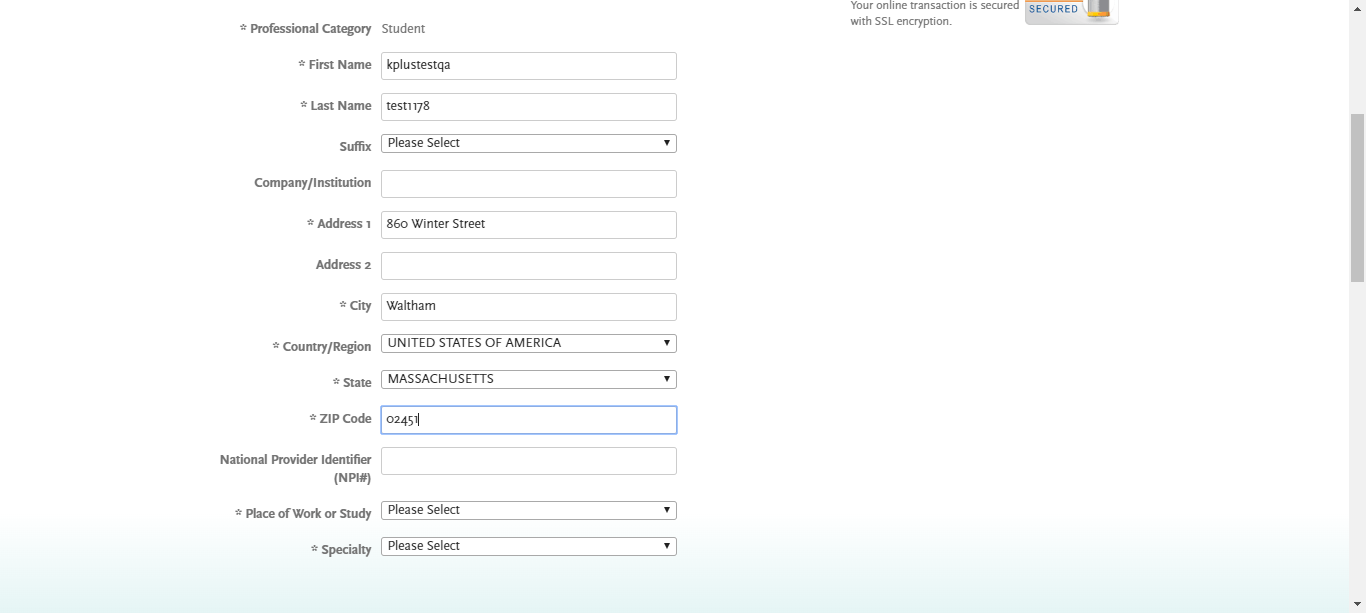 Your online transaction is secured
with SSL encryption.
SECURED
* Professional Category Student
* First Name kplustestqa
* Last Name test1178
Suffix Please Select
Company/Institution
* Address 1 860 Winter Street
Address 2
* City Waltham
* Country/Region UNITED STATES OF AMERICA
* State MASSACHUSETTS
* ZIP Code 02451
National Provider Identifier
(NPI#)
* Place of Work or Study Please Select
* Specialty Please Select